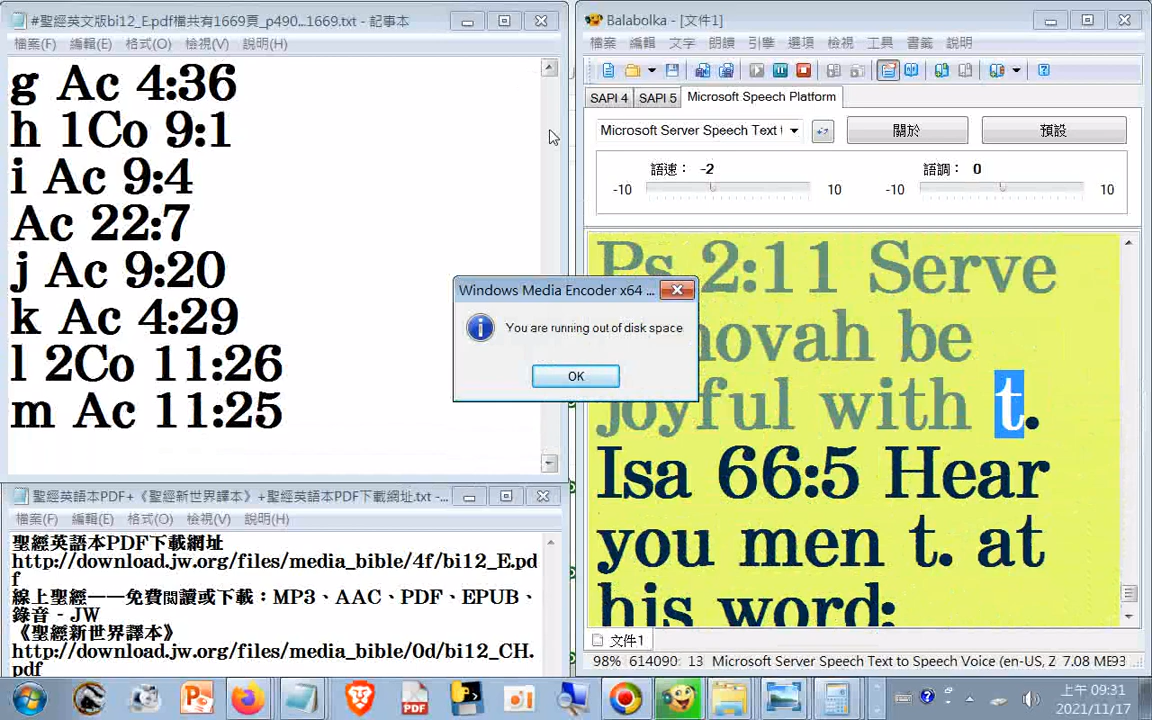 #聖經英文版bi12_E.pdf檔共有1669頁_p490...1669.txt - 記事本
檔案(F) 編輯(E) 格式(O) 檢視(V) 說明(H)
g Ac 4:36
h 1Co 9:1
i Ac 9:4
Ac 22:7
j Ac 9:20
k Ac 4:29
l 2Co 11:26
m Ac 11:25
聖經英語本PDF+《聖經新世界譯本》+聖經英語本PDF下載網址.txt -...
檔案(F) 編輯(E) 格式(O) 檢視(V) 說明(H)
聖經英語本PDF下載網址
http://download.jw.org/files/media_bible/4f/bi12_E.pd
f
線上聖經——免費閱讀或下載：MP3、AAC、PDF、EPUB、
錄音 - JW
《聖經新世界譯本》
http://download.jw.org/files/media_bible/0d/bi12_CH.
pdf
Balabolka - [文件1]
檔案 編輯 文字 朗讀 引擎 選項 檢視 工具 書籤 說明
SAPI 4 SAPI 5 Microsoft Speech Platform
Microsoft Server Speech Text 關於 預設
語速： -2 語調： 0
-10 10 -10 10
Ps 2:11 Serve
hovah be
joyful with t.
Isa 66:5 Hear
you men t. at
his word:
文件1
98% 614090: 13 Microsoft Server Speech Text to Speech Voice (en-US, Z 7.08 ME93
Windows Media Encoder x64 ...
You are running out of disk space
OK
PDF
上午 09:31
2021/11/17